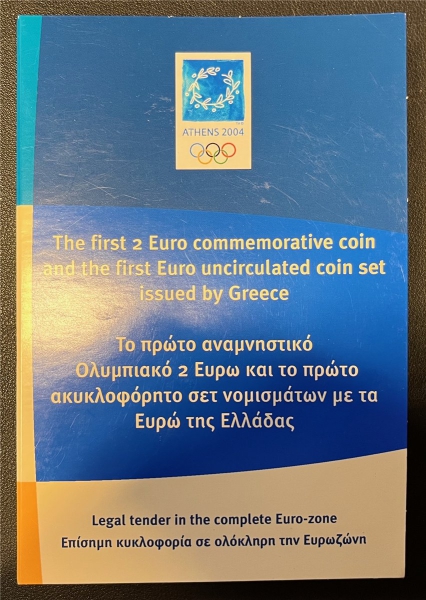 ATHENS 2004
The first 2 Euro commemorative coin
and the first Euro uncirculated coin set
issued by Greece
Το πρώτο αναμνηστικό
Ολυμπιακό 2 Ευρω και το πρώτο
ακυκλοφόρητο σετ νομισμάτων με τα
Ευρώ της Ελλάδας
Legal tender in the complete Euro-zone
Επίσημη κυκλοφορία σε ολόκληρη την Ευρωζώνη